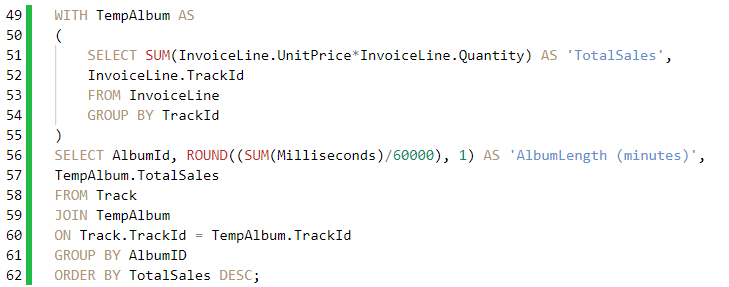 49 WITH TempAlbum AS
50 (
51 SELECT SUM(InvoiceLine.UnitPrice*InvoiceLine.Quantity) AS 'TotalSales',
52 InvoiceLine.TrackId
53 FROM InvoiceLine
54 GROUP BY TrackId
55 )
56 SELECT AlbumId, ROUND((SUM(Milliseconds)/60000), 1) AS 'AlbumLength (minutes)',
57 TempAlbum.TotalSales
58 FROM Track
59 JOIN TempAlbum
60 ON Track.TrackId = TempAlbum.TrackId
61 GROUP BY AlbumID
62 ORDER BY TotalSales DESC;